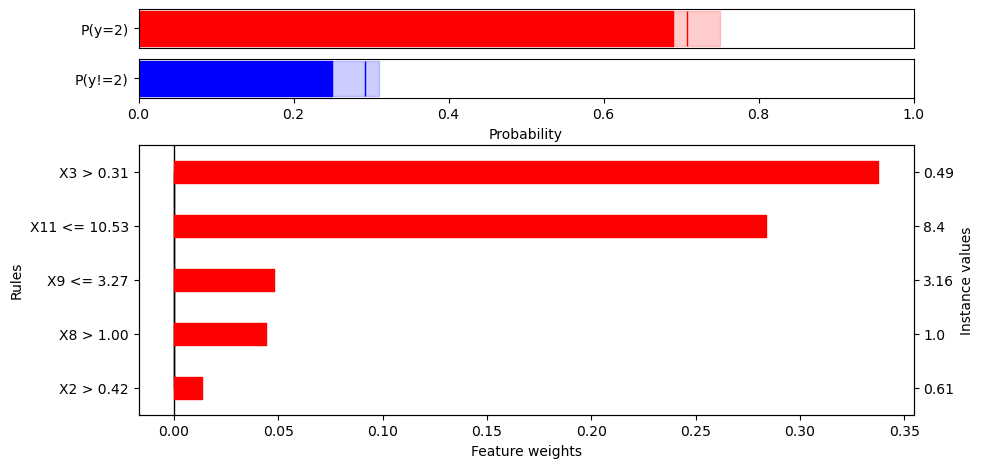 P(y=2)
P(y!=2)
0.0 0.2 0.4 0.6 0.8 1.0
Probability
Rules
X3 > 0.31 0.49
X11 <= 10.53 8.4
X9 <= 3.27 3.16
X8 > 1.00 1.0
X2 > 0.42 0.61
Instance values
0.00 0.05 0.10 0.15 0.20 0.25 0.30 0.35
Feature weights